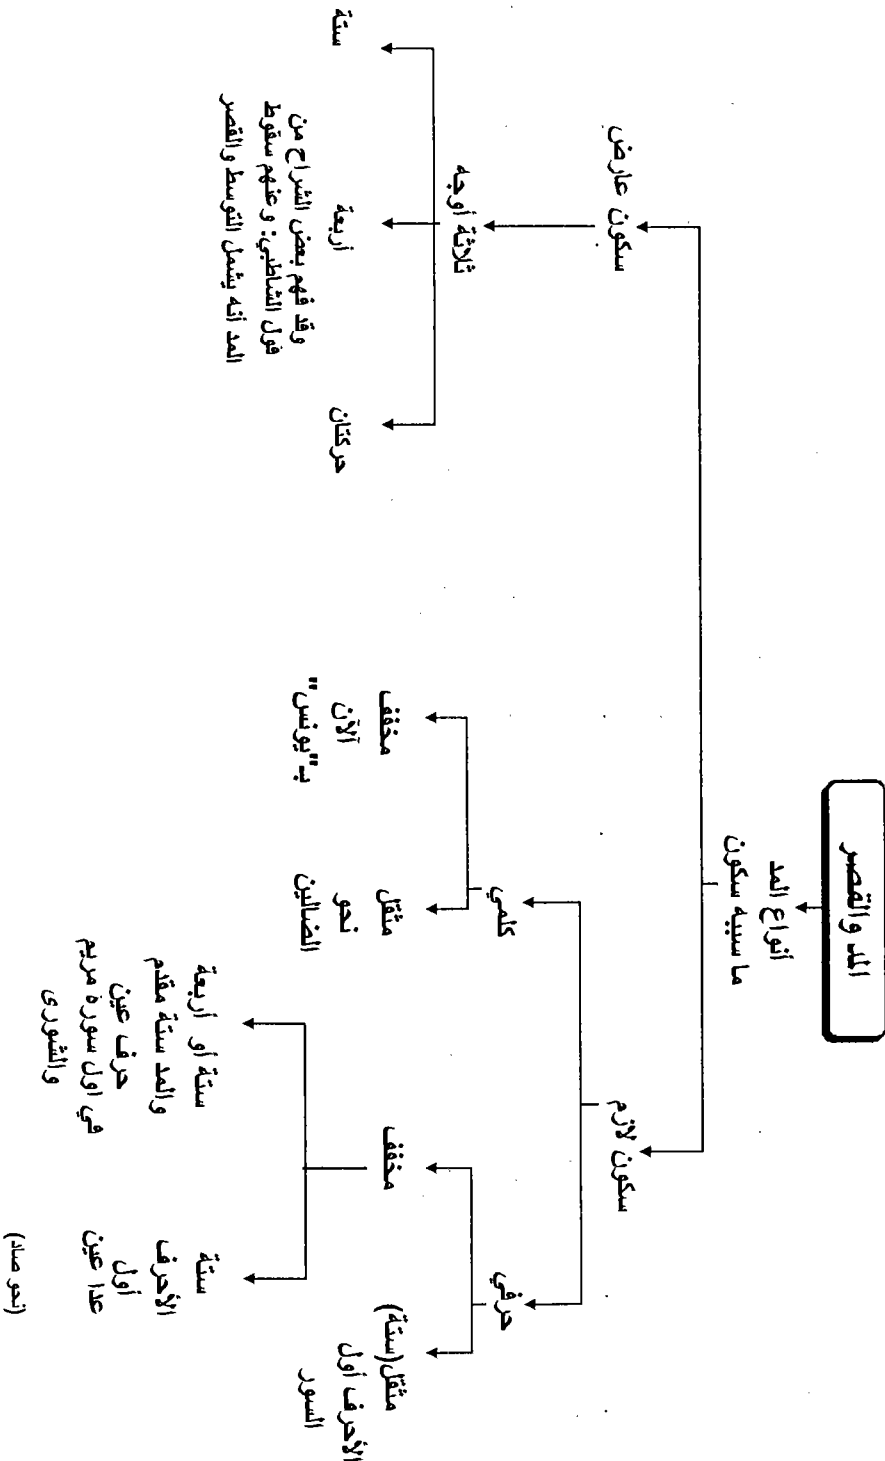 المد والقصر
أنواع المد
ما سببه سكون
سكون لازم
سكون عارض
حرفي
كلمي
مثقل(ستة)
الأحرف أول
السور
مخفف
ستة
الأحرف
أول
عدا عين
(نحو صاد)
ستة أو أربعة
والمد ستة مقدم
حرف عين
في اول سورة مريم
والشورى
مثقل
نحو
الضالين
مخفف
آلآن
بـ"يونس"
ثلاثة أوجه
حركتان
أربعة
ستة
وقد فهم بعض الشراح من
قول الشاطبي: وعنهم سقوط
المد أنه يشمل التوسط والقصر